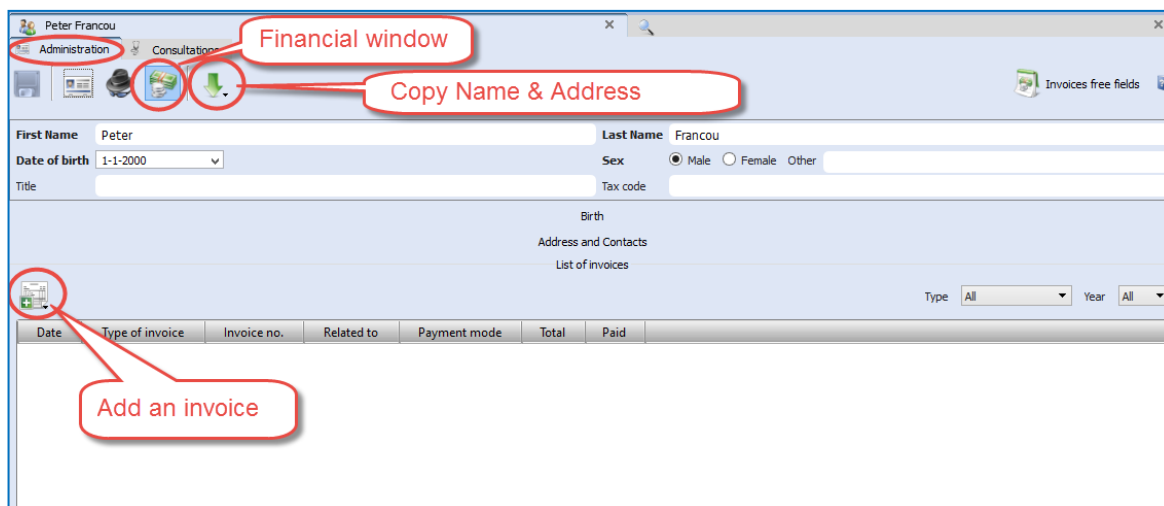 Peter Francou
Administration Consultations
Financial window
Copy Name & Address
Invoices free fields
First Name Peter Last Name Francou
Date of birth 1-1-2000 Sex Male Female Other
Title Tax code
Birth
Address and Contacts
List of invoices
Type All Year All
Date Type of invoice Invoice no. Related to Payment mode Total Paid
Add an invoice